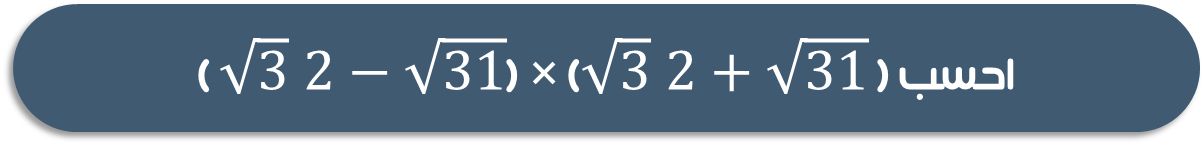 احسب (√3 2 + √31) × (√3 2 − √31)